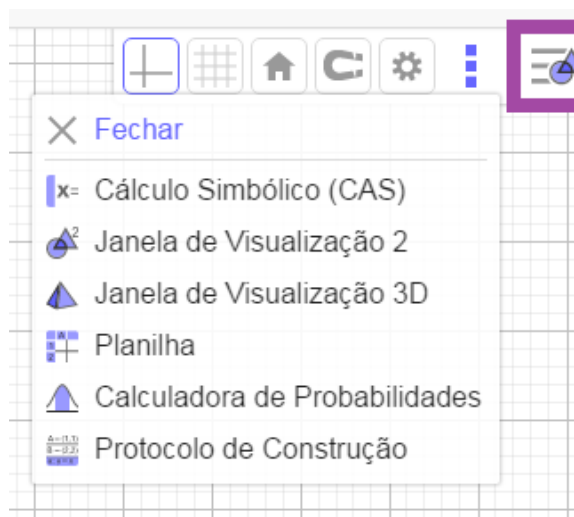 Fechar
x= Cálculo Simbólico (CAS)
2 Janela de Visualização 2
Janela de Visualização 3D
Planilha
Calculadora de Probabilidades
Protocolo de Construção